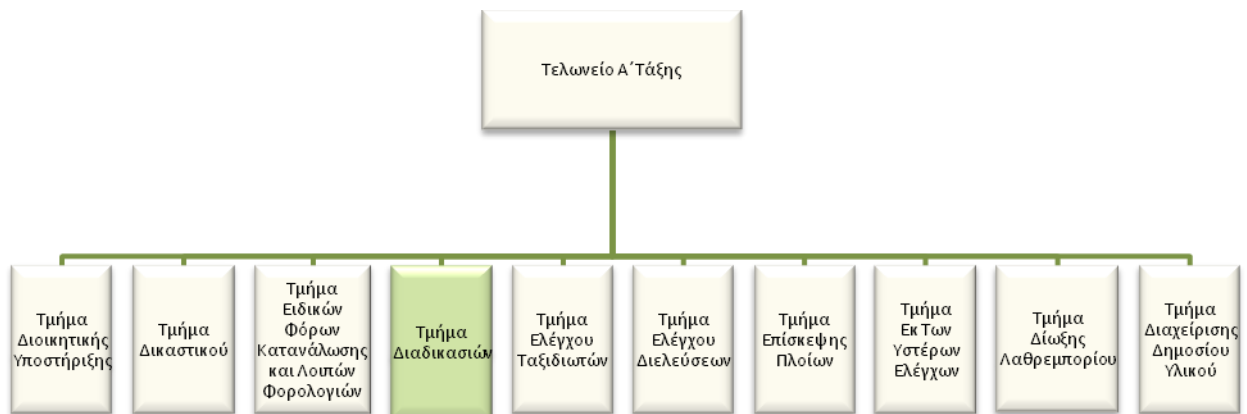 Τελωνείο Α΄Τάξης
Τμήμα
Διοικητικής
Υποστήριξης
Τμήμα
Δικαστικού
Τμήμα
Ειδικών
Φόρων
Κατανάλωσης
και Λοιπών
Φορολογιών
Τμήμα
Διαδικασιών
Τμήμα
Ελέγχου
Ταξιδιωτών
Τμήμα
Ελέγχου
Διελεύσεων
Τμήμα
Επίσκεψης
Πλοίων
Τμήμα
Εκ Των
Υστέρων
Ελέγχων
Τμήμα
Δίωξης
Λαθρεμπορίου
Τμήμα
Διαχείρισης
Δημοσίου
Υλικού